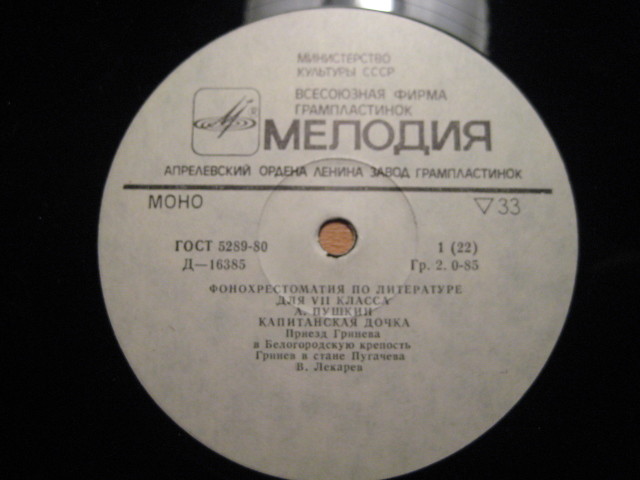 МИНИСТЕРСТВО
КУЛЬТУРЫ СССР
ВСЕСОЮЗНАЯ ФИРМА
ГРАМПЛАСТИНОК
МЕЛОДИЯ
АПРЕЛЕВСКИЙ ОРДЕНА ЛЕНИНА ЗАВОД ГРАМПЛАСТИНОК
МОНО ▽33
ГОСТ 5289-80 1 (22)
Д—16385 Гр. 2. 0-85
ФОНОХРЕСТОМАТИЯ ПО ЛИТЕРАТУРЕ
ДЛЯ VII КЛАССА
А. ПУШКИН
КАПИТАНСКАЯ ДОЧКА
Приезд Гринева
в Белогородскую крепость
Гринев в стане Пугачева
В. Лекарев